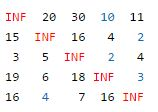 INF 20 30 10 11
15 INF 16 4 2
3 5 INF 2 4
19 6 18 INF 3
16 4 7 16 INF